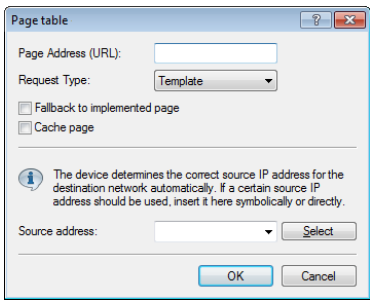 Page table
Page Address (URL):
Request Type: Template
Fallback to implemented page
Cache page
The device determines the correct source IP address for the
destination network automatically. If a certain source IP
address should be used, insert it here symbolically or directly.
Source address: Select
OK Cancel